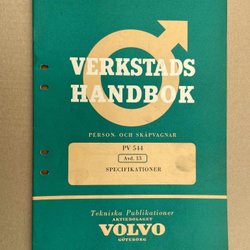 VERKSTADS
HANDBOK
PERSON- OCH SKÅPVAGNAR
PV 544
Avd. 13
SPECIFIKATIONER
Tekniska Publikationer
AKTIEBOLAGET
VOLVO
GÖTEBORG